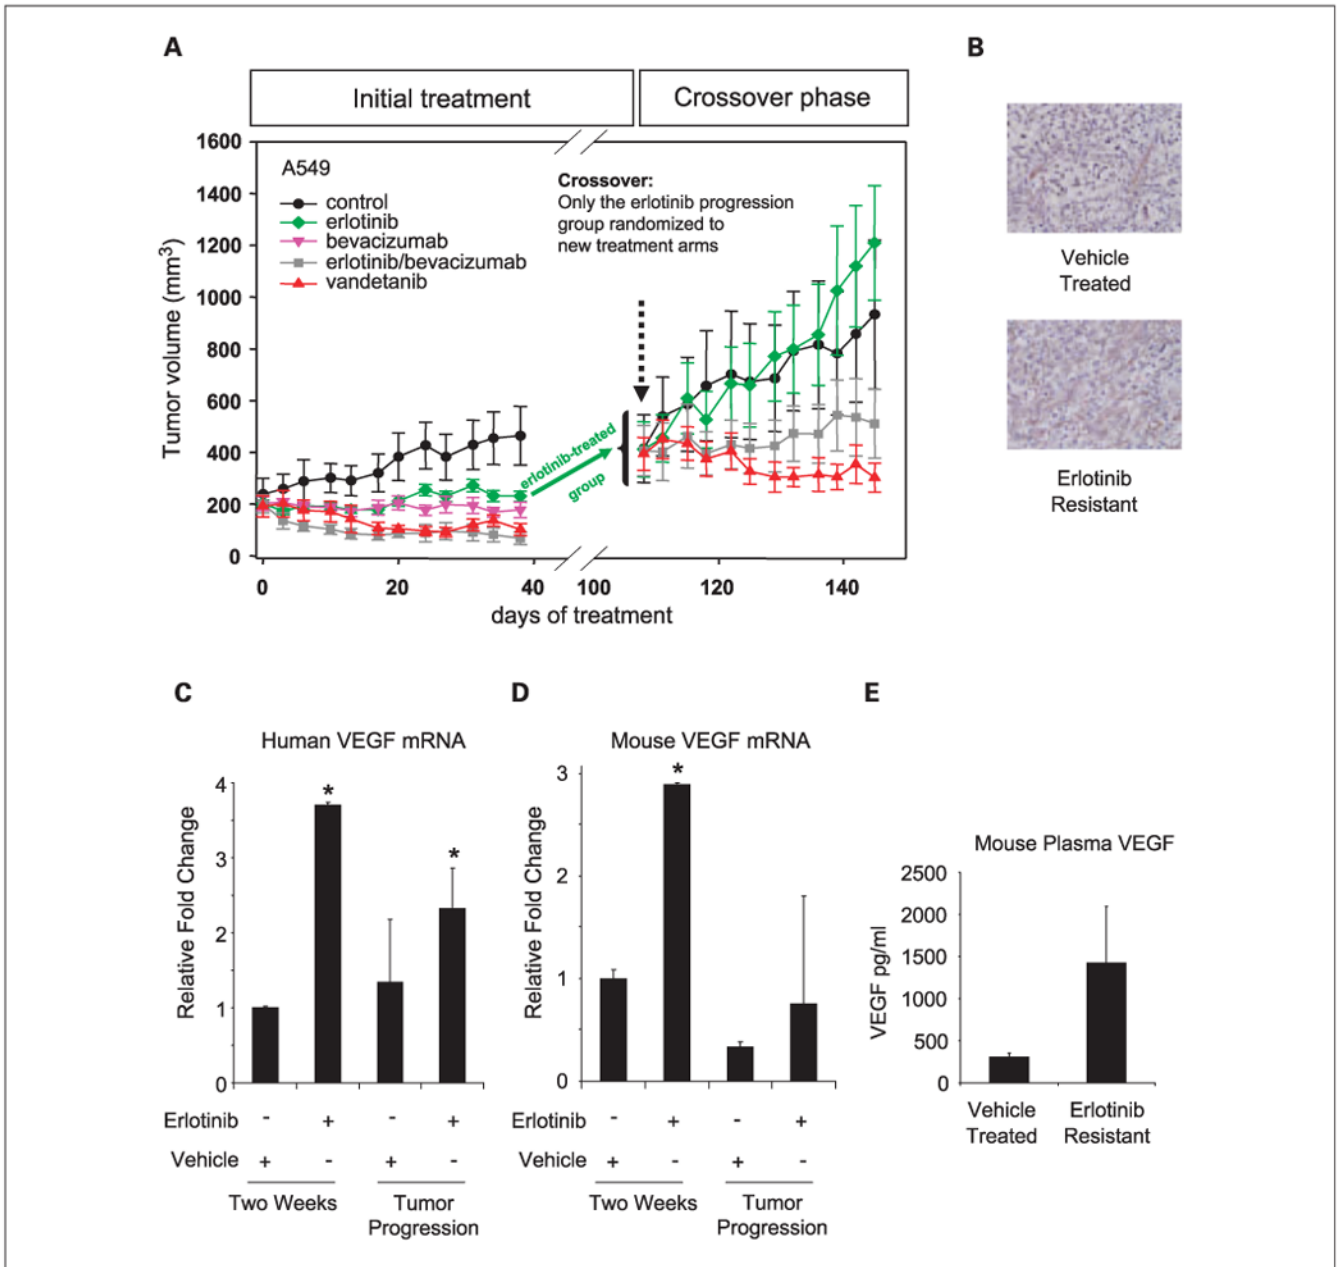 A
Initial treatment
Crossover phase
1600
1400
1200
1000
800
600
400
200
0
Tumor volume (mm3)
A549
control
erlotinib
bevacizumab
erlotinib/bevacizumab
vandetanib
Crossover:
Only the erlotinib progression
group randomized to
new treatment arms
erlotinib-treated
group
0
20
40
100
120
140
days of treatment
B
Vehicle
Treated
Erlotinib
Resistant
C
Human VEGF mRNA
Relative Fold Change
4
3
2
1
0
*
*
Erlotinib - + - +
Vehicle + - + -
Two Weeks
Tumor
Progression
D
Mouse VEGF mRNA
Relative Fold Change
3
2
1
0
*
Erlotinib - + - +
Vehicle + - + -
Two Weeks
Tumor
Progression
E
Mouse Plasma VEGF
VEGF pg/ml
2500
2000
1500
1000
500
0
Vehicle
Treated
Erlotinib
Resistant